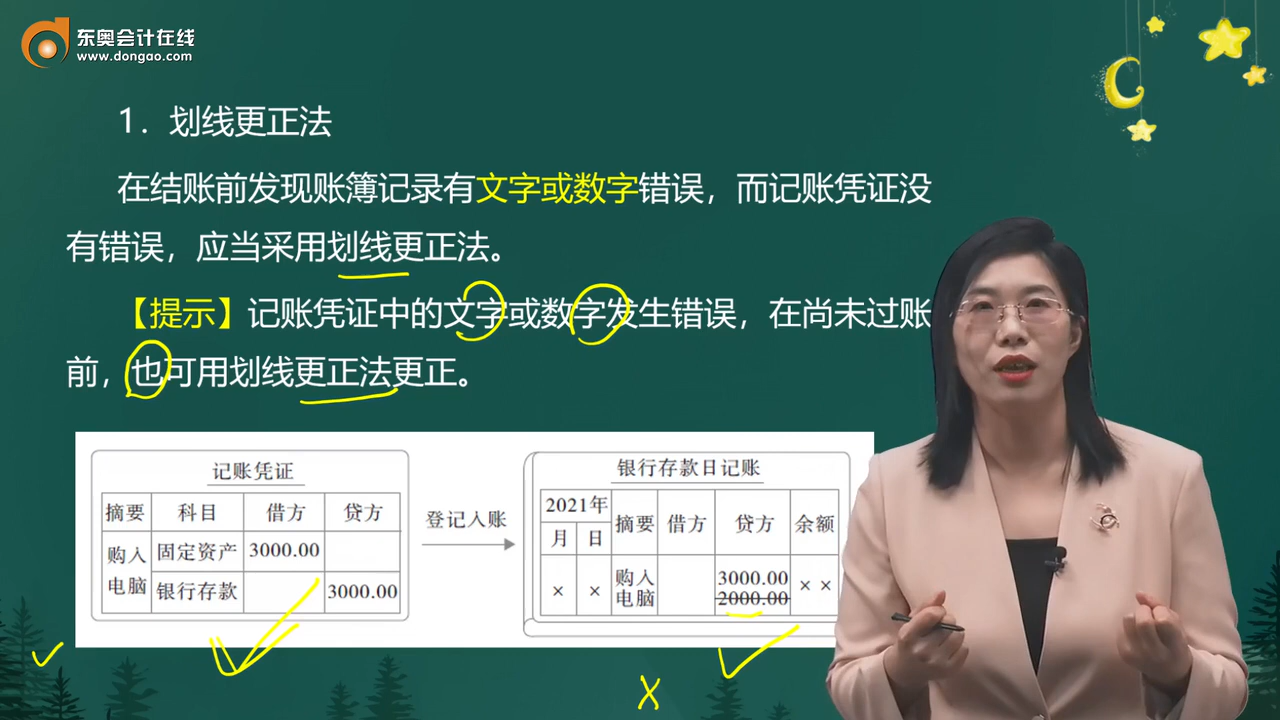 东奥会计在线
www.dongao.com
1. 划线更正法
在结账前发现账簿记录有文字或数字错误，而记账凭证没
有错误，应当采用划线更正法。
【提示】记账凭证中的文字或数字发生错误，在尚未过账
前，也可用划线更正法更正。
记账凭证
摘要 科目 借方 贷方
购入电脑 固定资产 3000.00
银行存款 3000.00
登记入账
银行存款日记账
2021年 摘要 借方 贷方 余额
月 日
× × 购入电脑 3000.00 × ×
2000.00